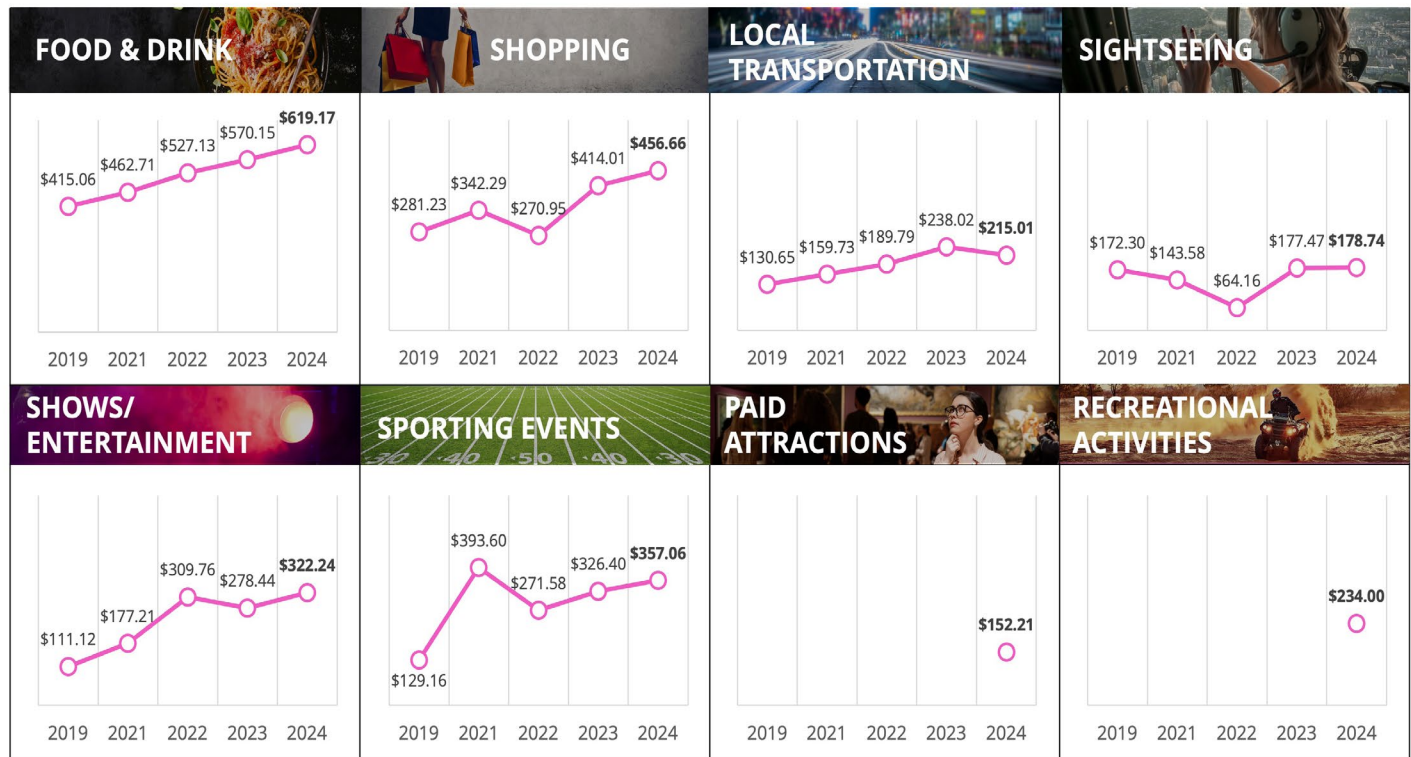 FOOD & DRINK
$415.06 $462.71 $527.13 $570.15 $619.17
2019 2021 2022 2023 2024
SHOPPING
$281.23 $342.29 $270.95 $414.01 $456.66
2019 2021 2022 2023 2024
LOCAL
TRANSPORTATION
$130.65 $159.73 $189.79 $238.02 $215.01
2019 2021 2022 2023 2024
SIGHTSEEING
$172.30 $143.58 $64.16 $177.47 $178.74
2019 2021 2022 2023 2024
SHOWS/
ENTERTAINMENT
$111.12 $177.21 $309.76 $278.44 $322.24
2019 2021 2022 2023 2024
SPORTING EVENTS
30 40 50 40 30
$129.16 $393.60 $271.58 $326.40 $357.06
2019 2021 2022 2023 2024
PAID
ATTRACTIONS
$152.21
2019 2021 2022 2023 2024
RECREATIONAL
ACTIVITIES
$234.00
2019 2021 2022 2023 2024